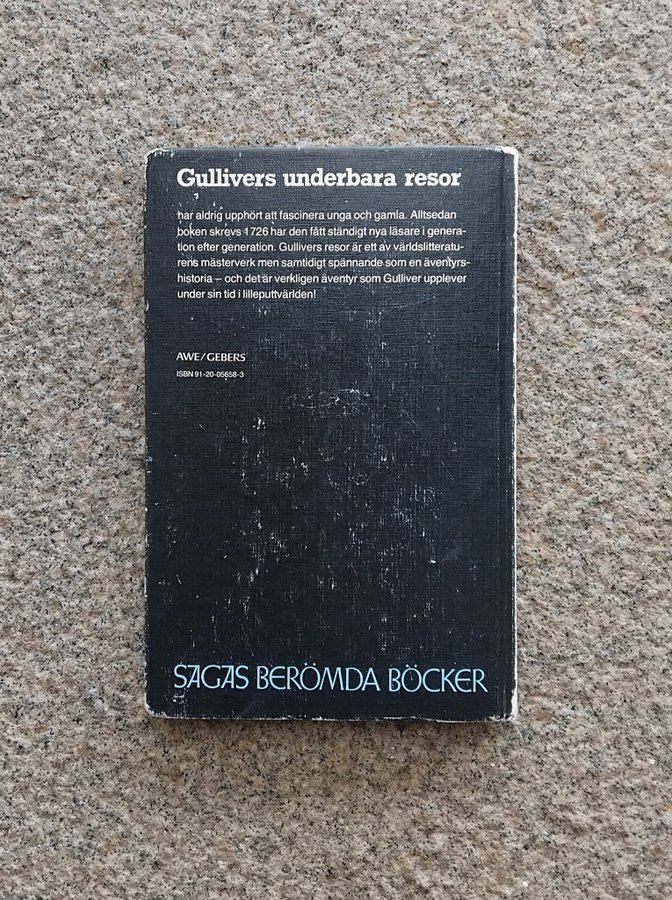 Gullivers underbara resor
har aldrig upphört att fascinera unga och gamla. Alltsedan
boken skrevs 1726 har den fått ständigt nya läsare i genera-
tion efter generation. Gullivers resor är ett av världslitteratu-
rens mästerverk men samtidigt spännande som en äventyrs-
historia – och det är verkligen äventyr som Gulliver upplever
under sin tid i lilleputtvärlden!
AWE/GEBERS
ISBN 91-20-05658-3
SAGAS BERÖMDA BÖCKER